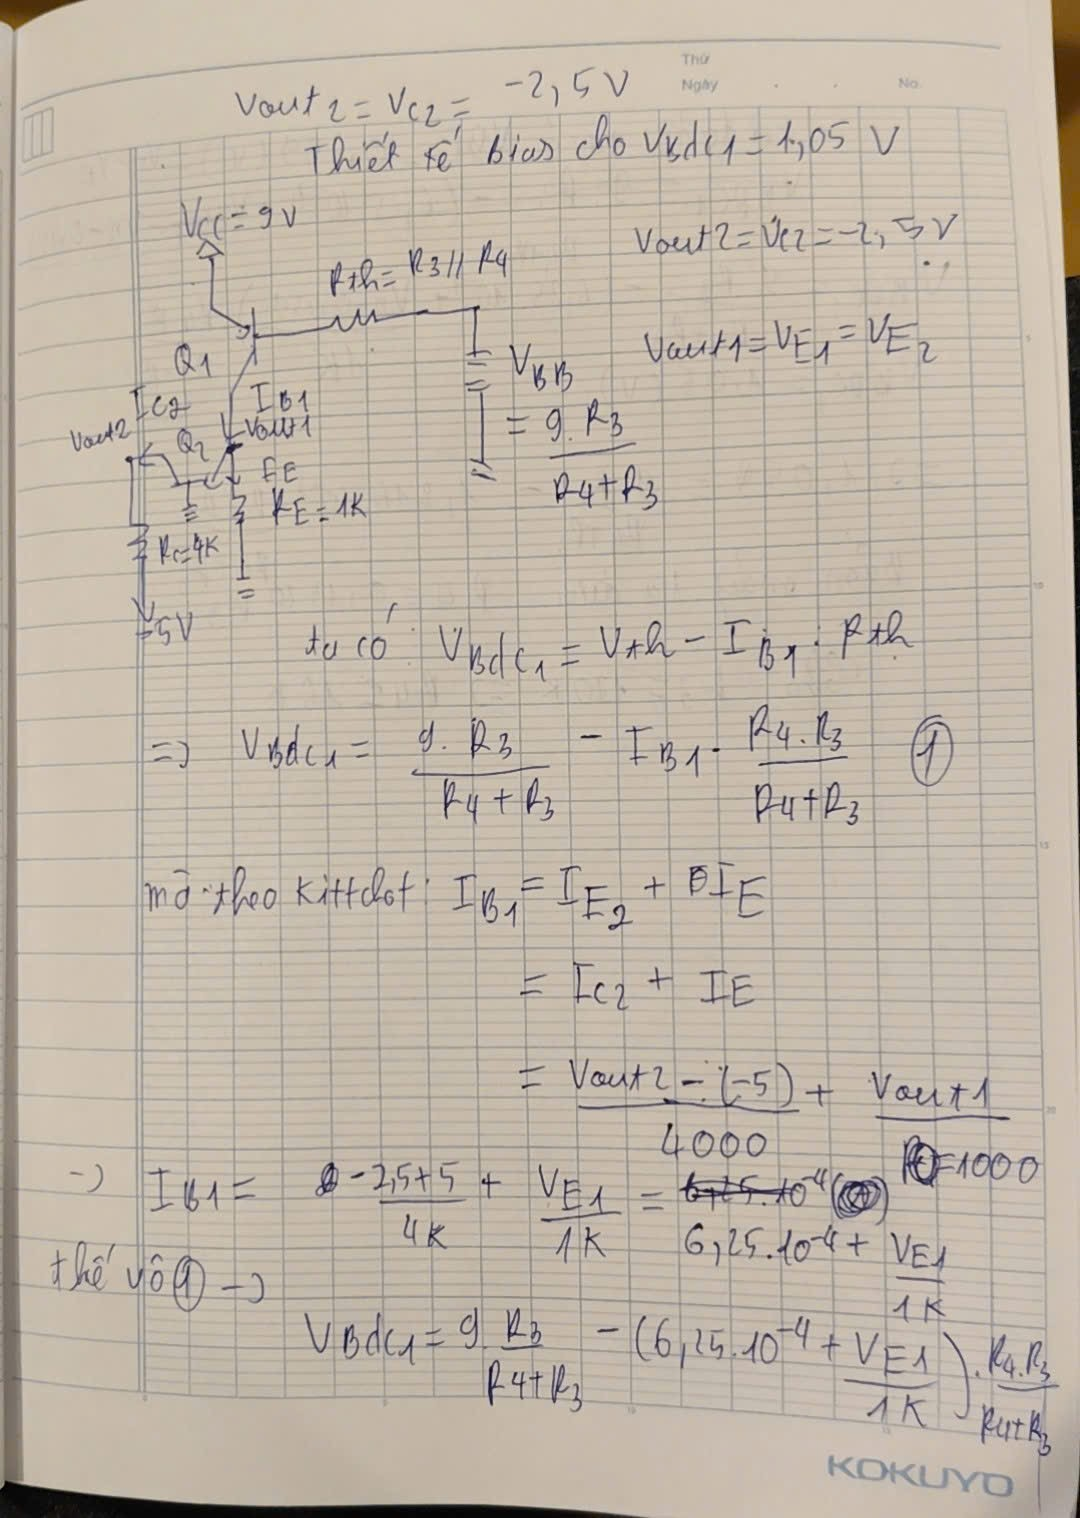 Thứ
Ngày No.
Vout2 = VC2 = -2,5V
Thiết kế Bias cho VBdc1 = 1,05 V
VCC = 9V
Vout2 = VC2 = -2,5V
Rth = R3 // R4
Vout1 = VE1 = VE2
Q1
VBB
= 9.R3
R4+R3
IC2
IB1
Vout2
Q2
Vout1
IE
RE = 1K
Rc=4K
-5V
ta có: VBdc1 = Vth - IB1 . Rth
=> VBdc1 = 9. R3 / R4 + R3 - IB1 . R4.R3 / R4+R3 (1)
mà theo Kittchof: IB1 = IE2 + IE
= IC2 + IE
= Vout2 - (-5) / 4000 + Vout1 / 1000
-> IB1 = -2,5+5 / 4K + VE1 / 1K = 6,25.10^-4 + VE1 / 1K
thế vô (1) ->
VBdc1 = 9 R3 / R4+R3 - (6,25.10^-4 + VE1 / 1K) . R4.R3 / R4+R3
KOKUYO